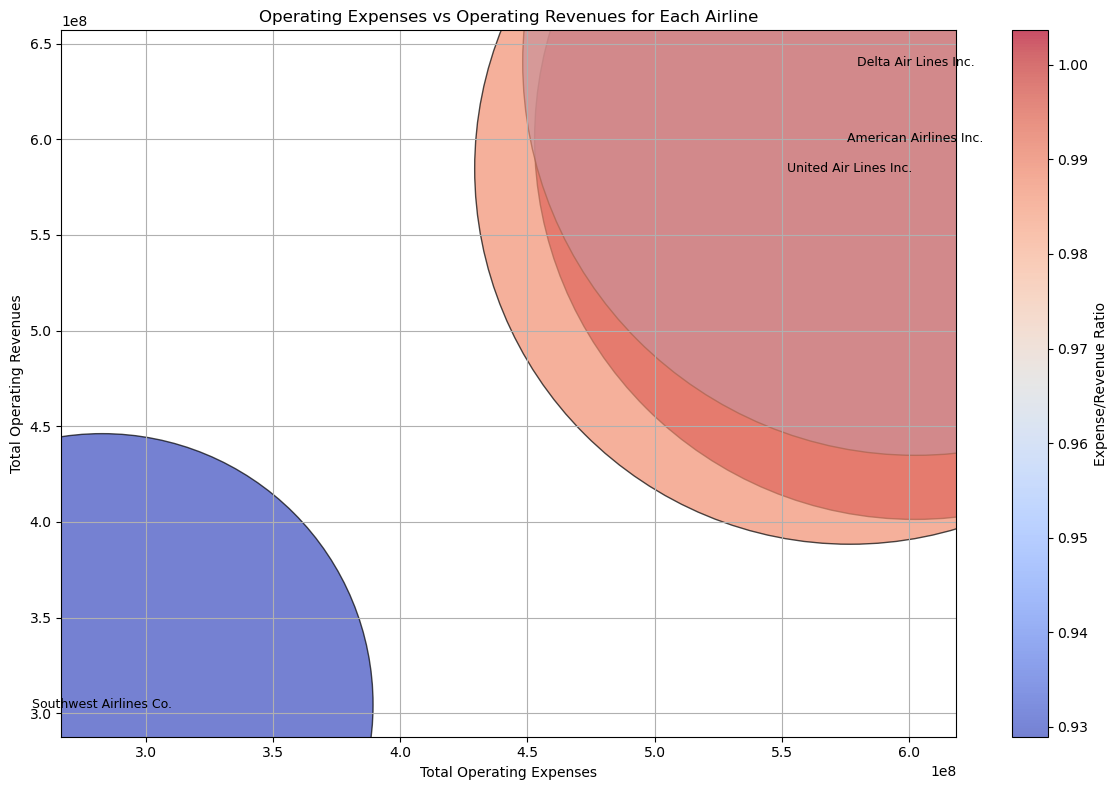 Operating Expenses vs Operating Revenues for Each Airline
1e8
6.5
6.0
5.5
5.0
4.5
4.0
3.5
3.0
Total Operating Revenues
Delta Air Lines Inc.
American Airlines Inc.
United Air Lines Inc.
Southwest Airlines Co.
3.0 3.5 4.0 4.5 5.0 5.5 6.0
1e8
Total Operating Expenses
1.00
0.99
0.98
0.97
0.96
0.95
0.94
0.93
Expense/Revenue Ratio